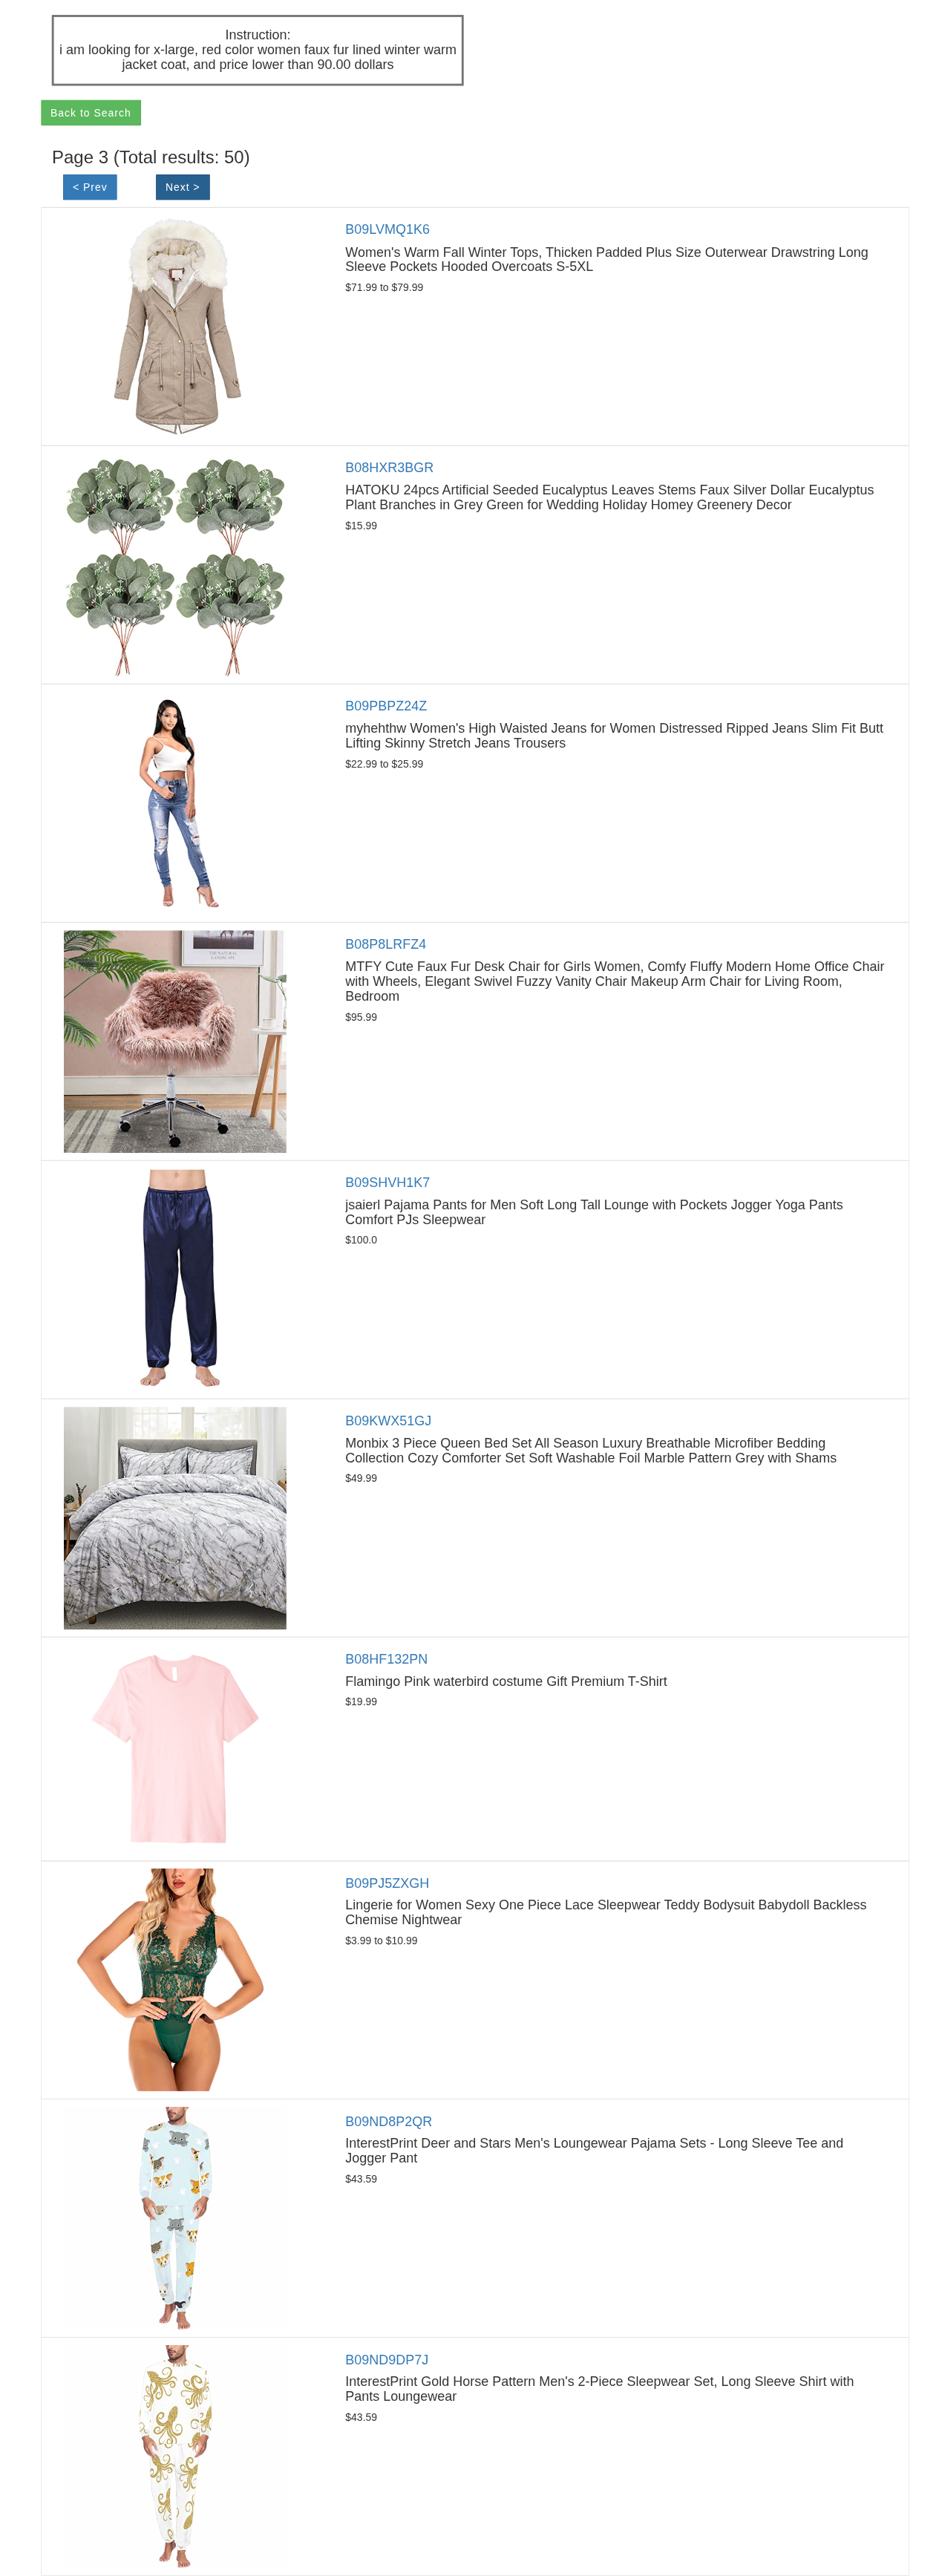 Instruction:
i am looking for x-large, red color women faux fur lined winter warm
jacket coat, and price lower than 90.00 dollars
Back to Search
Page 3 (Total results: 50)
< Prev
Next >
B09LVMQ1K6
Women's Warm Fall Winter Tops, Thicken Padded Plus Size Outerwear Drawstring Long
Sleeve Pockets Hooded Overcoats S-5XL
$71.99 to $79.99
B08HXR3BGR
HATOKU 24pcs Artificial Seeded Eucalyptus Leaves Stems Faux Silver Dollar Eucalyptus
Plant Branches in Grey Green for Wedding Holiday Homey Greenery Decor
$15.99
B09PBPZ24Z
myhehthw Women's High Waisted Jeans for Women Distressed Ripped Jeans Slim Fit Butt
Lifting Skinny Stretch Jeans Trousers
$22.99 to $25.99
B08P8LRFZ4
MTFY Cute Faux Fur Desk Chair for Girls Women, Comfy Fluffy Modern Home Office Chair
with Wheels, Elegant Swivel Fuzzy Vanity Chair Makeup Arm Chair for Living Room,
Bedroom
$95.99
B09SHVH1K7
jsaierl Pajama Pants for Men Soft Long Tall Lounge with Pockets Jogger Yoga Pants
Comfort PJs Sleepwear
$100.0
B09KWX51GJ
Monbix 3 Piece Queen Bed Set All Season Luxury Breathable Microfiber Bedding
Collection Cozy Comforter Set Soft Washable Foil Marble Pattern Grey with Shams
$49.99
B08HF132PN
Flamingo Pink waterbird costume Gift Premium T-Shirt
$19.99
B09PJ5ZXGH
Lingerie for Women Sexy One Piece Lace Sleepwear Teddy Bodysuit Babydoll Backless
Chemise Nightwear
$3.99 to $10.99
B09ND8P2QR
InterestPrint Deer and Stars Men's Loungewear Pajama Sets - Long Sleeve Tee and
Jogger Pant
$43.59
B09ND9DP7J
InterestPrint Gold Horse Pattern Men's 2-Piece Sleepwear Set, Long Sleeve Shirt with
Pants Loungewear
$43.59